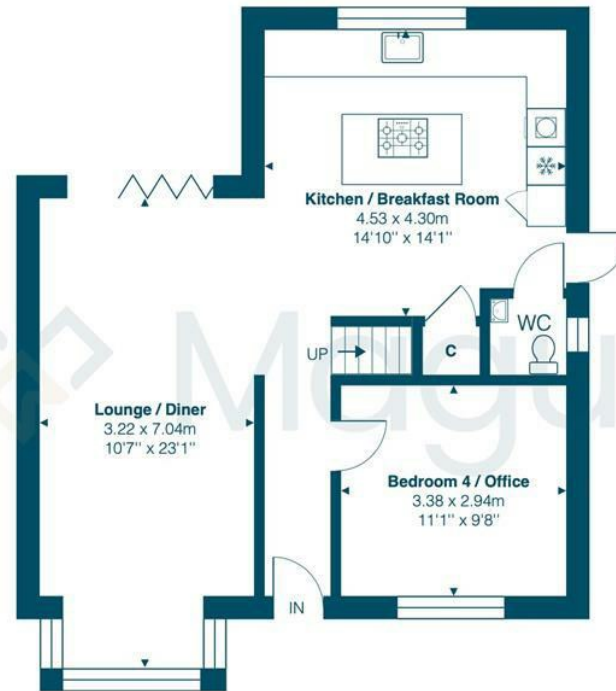 Kitchen / Breakfast Room
4.53 x 4.30m
14'10'' x 14'1''
WC
UP
C
Lounge / Diner
3.22 x 7.04m
10'7'' x 23'1''
Bedroom 4 / Office
3.38 x 2.94m
11'1'' x 9'8''
IN
Magu